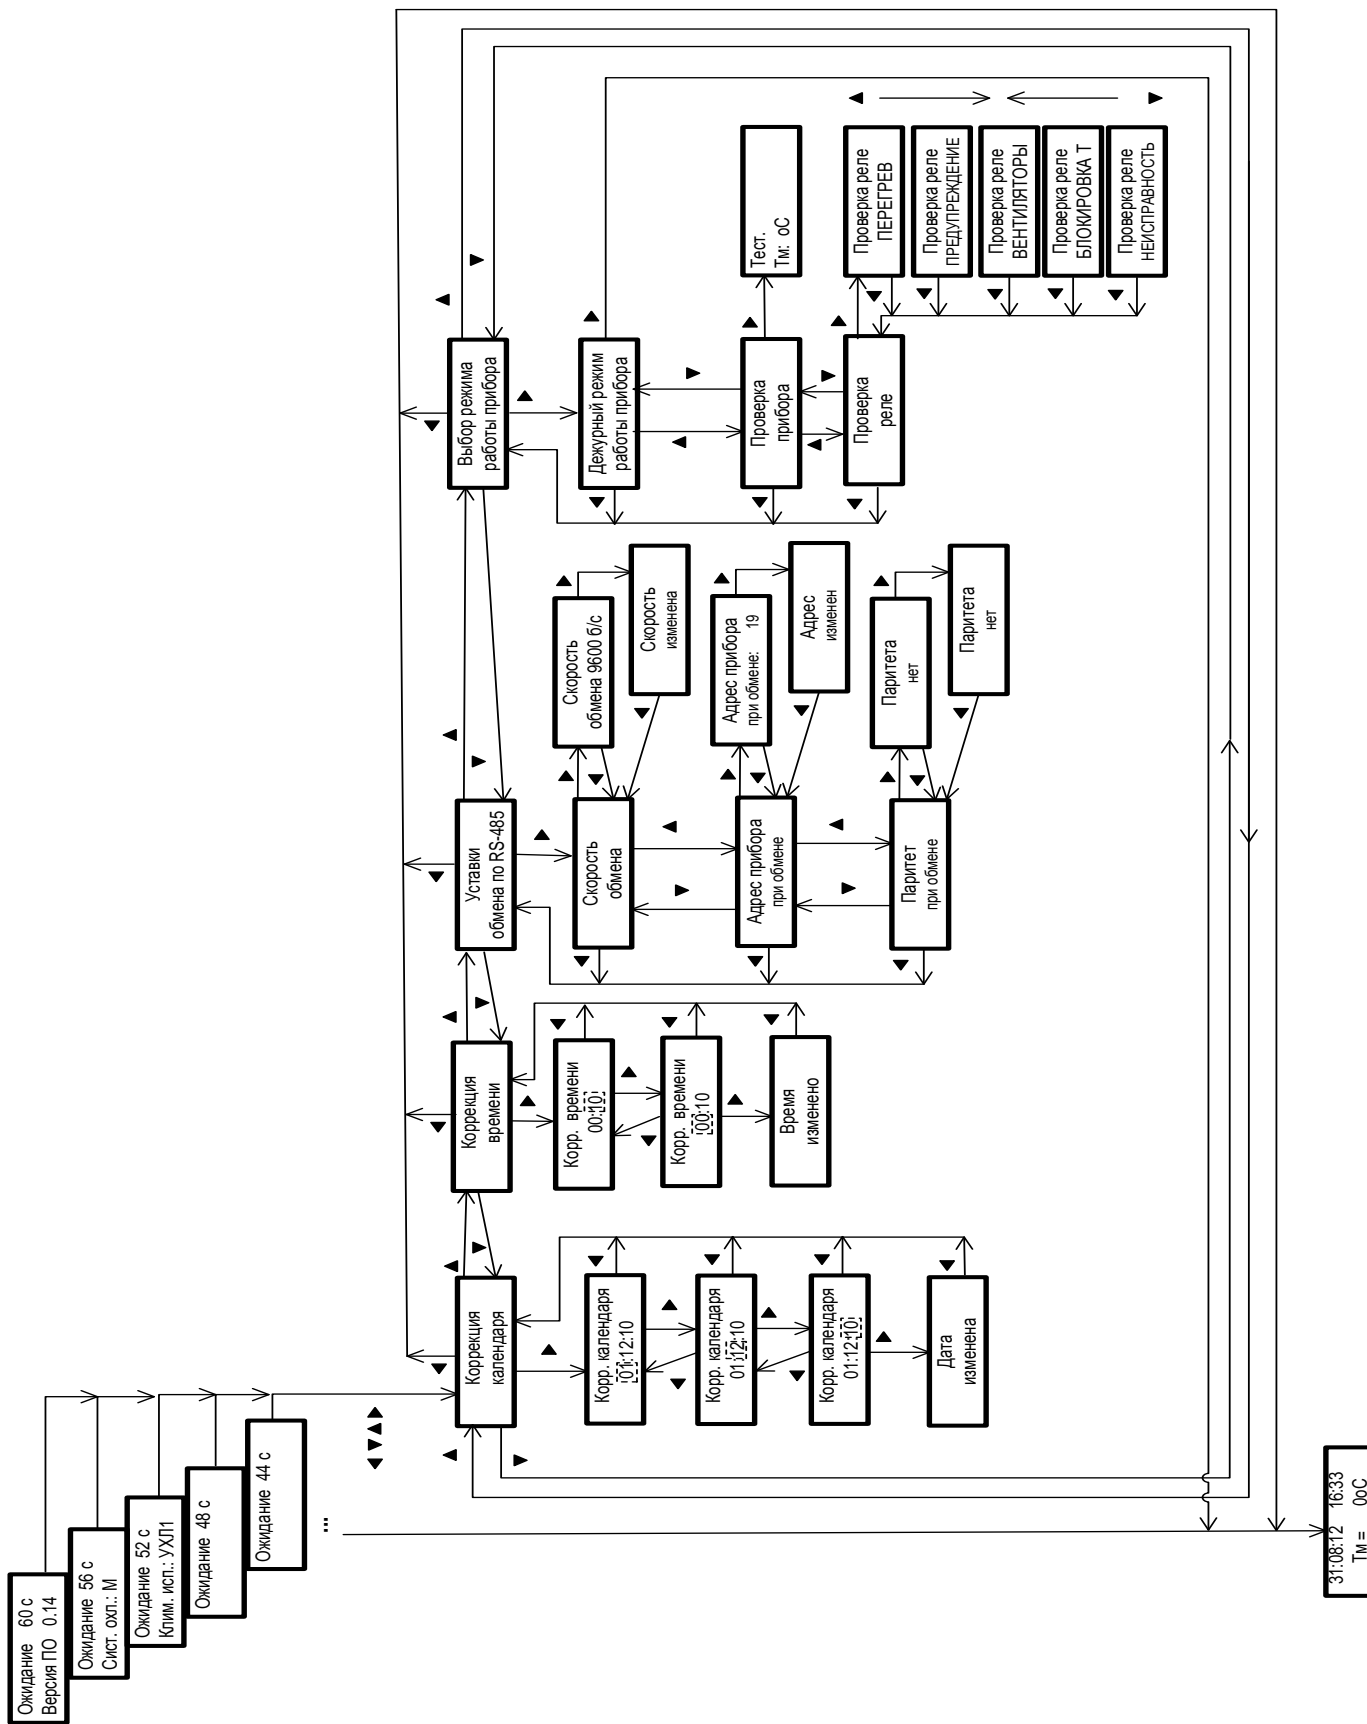 Ожидание 60 с
Версия ПО 0.14
Ожидание 56 с
Сист. охл.: М
Ожидание 52 с
Клим. исп.: УХЛ1
Ожидание 48 с
Ожидание 44 с
...
Коррекция
календаря
Корр. календаря
01:12:10
Корр. календаря
01:12:10
Корр. календаря
01:12:10
Дата
изменена
Коррекция
времени
Корр. времени
00:10
Корр. времени
00:10
Время
изменено
Уставки
обмена по RS-485
Скорость
обмена
Скорость
обмена 9600 б/с
Скорость
изменена
Адрес прибора
при обмене
Адрес прибора
при обмене: 19
Адрес
изменен
Паритет
при обмене
Паритета
нет
Паритета
нет
Выбор режима
работы прибора
Дежурный режим
работы прибора
Проверка
прибора
Тест.
Тм: оС
Проверка
реле
Проверка реле
ПЕРЕГРЕВ
Проверка реле
ПРЕДУПРЕЖДЕНИЕ
Проверка реле
ВЕНТИЛЯТОРЫ
Проверка реле
БЛОКИРОВКА Т
Проверка реле
НЕИСПРАВНОСТЬ
31:08:12 16:33
Тм = 0оС